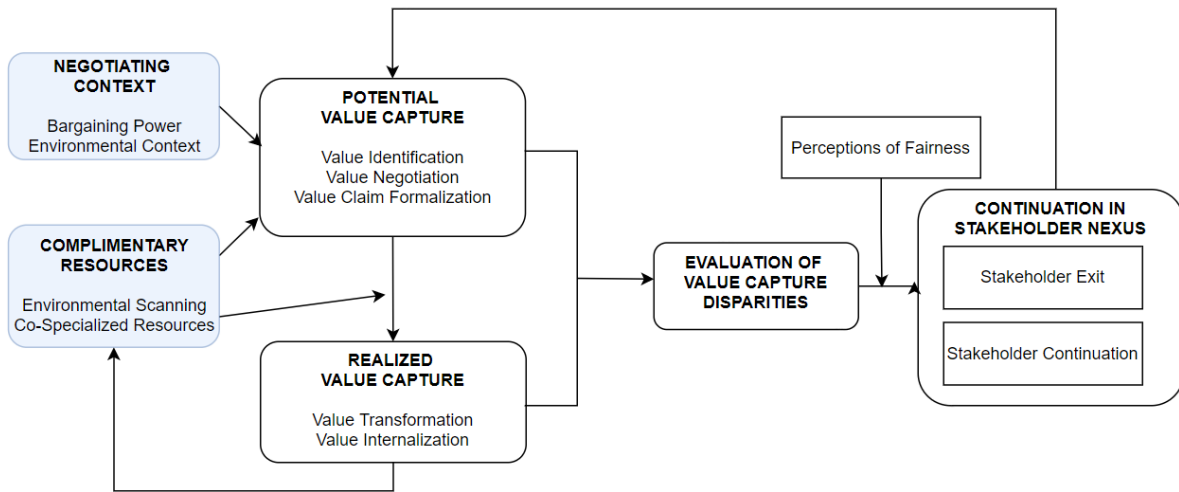 NEGOTIATING
CONTEXT
Bargaining Power
Environmental Context
POTENTIAL
VALUE CAPTURE
Value Identification
Value Negotiation
Value Claim Formalization
COMPLIMENTARY
RESOURCES
Environmental Scanning
Co-Specialized Resources
REALIZED
VALUE CAPTURE
Value Transformation
Value Internalization
EVALUATION OF
VALUE CAPTURE
DISPARITIES
Perceptions of Fairness
CONTINUATION IN
STAKEHOLDER NEXUS
Stakeholder Exit
Stakeholder Continuation